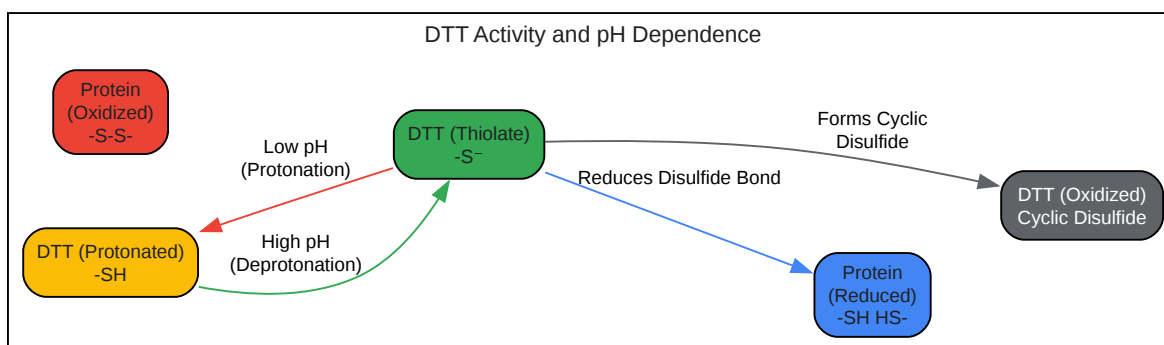 DTT Activity and pH Dependence
Protein
(Oxidized)
-S-S-
DTT (Thiolate)
-S⁻
Forms Cyclic
Disulfide
Low pH
(Protonation)
Reduces Disulfide Bond
DTT (Oxidized)
Cyclic Disulfide
DTT (Protonated)
-SH
High pH
(Deprotonation)
Protein
(Reduced)
-SH HS-